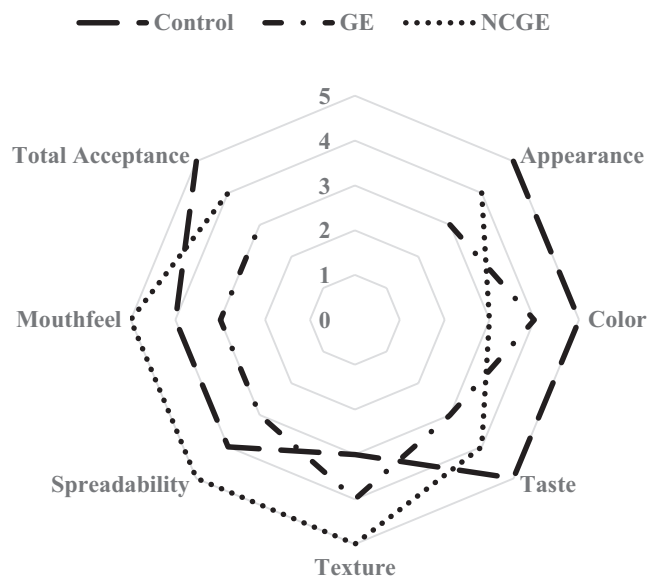 Control GE NCGE
5
Total Acceptance 4 Appearance
3
2
1
Mouthfeel 0 Color
Spreadability Taste
Texture